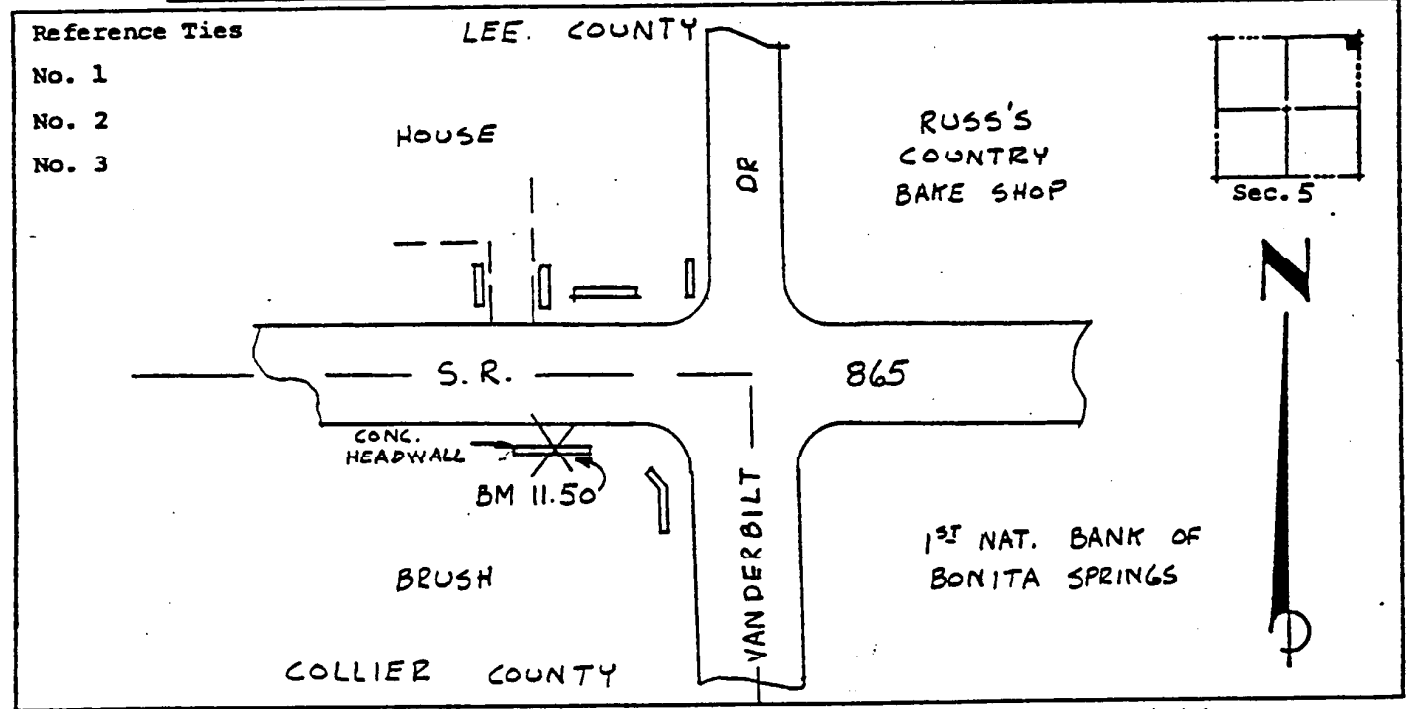 Reference Ties
No. 1
No. 2
No. 3
LEE. COUNTY
HOUSE
DR
RUSS'S
COUNTRY
BAKE SHOP
Sec. 5
N
S.R.
865
CONC.
HEADWALL
BM 11.50
VANDERBILT
1ST NAT. BANK OF
BONITA SPRINGS
BRUSH
COLLIER COUNTY